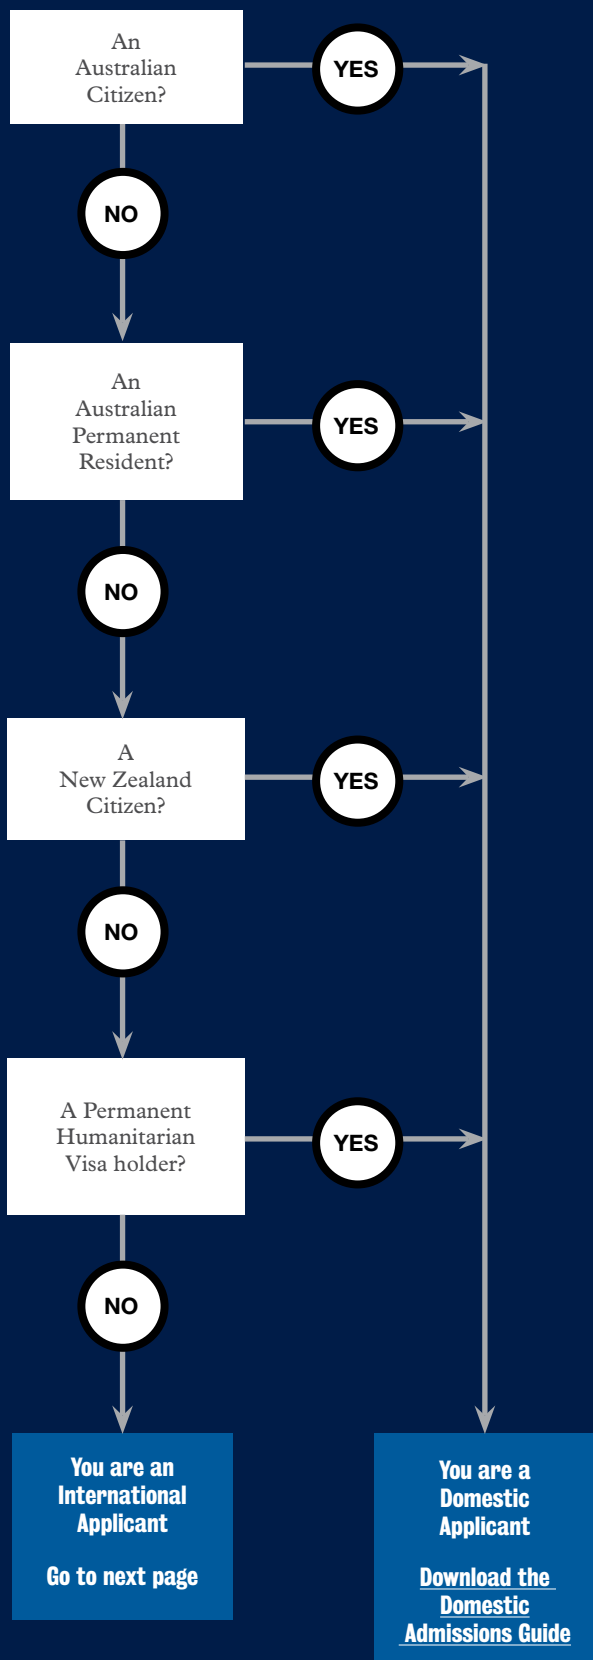 An
Australian
Citizen?
YES
NO
An
Australian
Permanent
Resident?
YES
NO
A
New Zealand
Citizen?
YES
NO
A Permanent
Humanitarian
Visa holder?
YES
NO
You are an
International
Applicant
Go to next page
You are a
Domestic
Applicant
Download the
Domestic
Admissions Guide